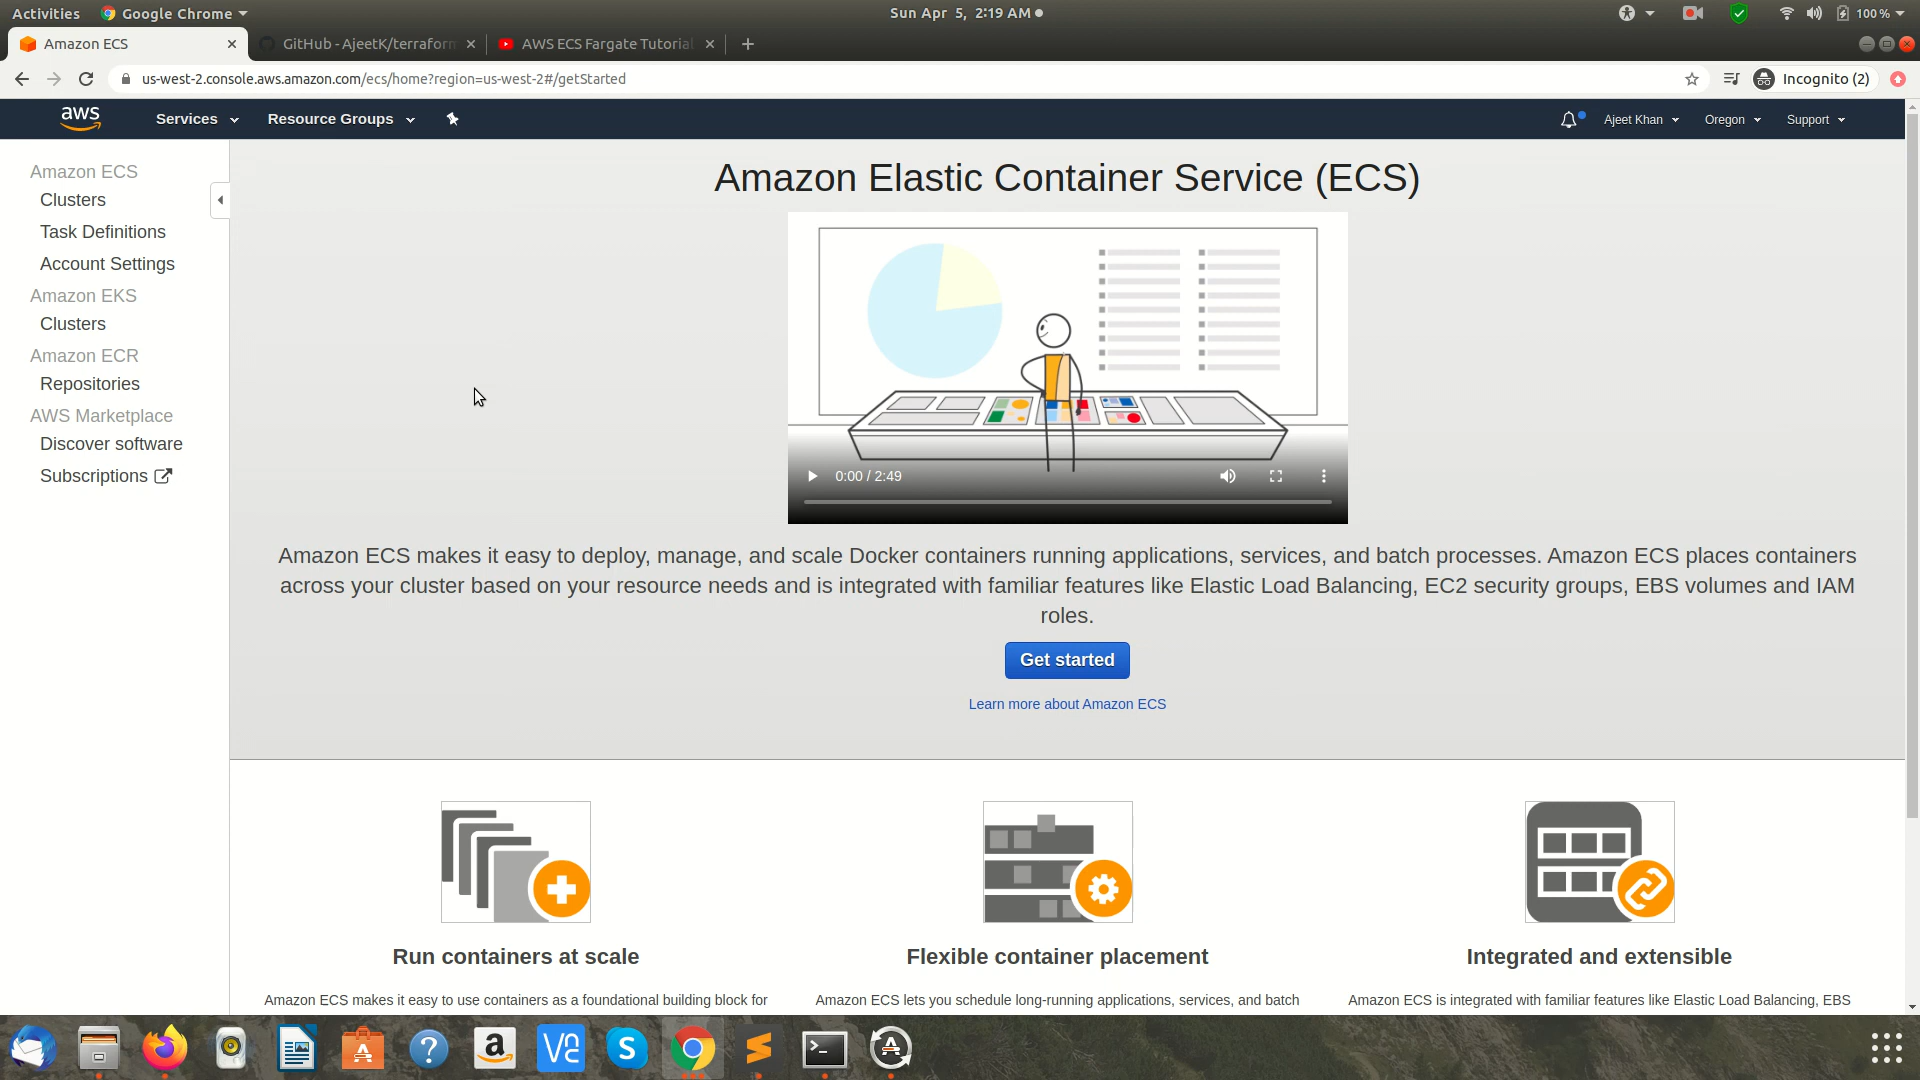 Activities
Google Chrome
Sun Apr 5, 2:19 AM
100 %
Amazon ECS
GitHub - AjeetK/terraform
AWS ECS Fargate Tutorial
us-west-2.console.aws.amazon.com/ecs/home?region=us-west-2#/getStarted
Incognito (2)
aws
Services
Resource Groups
Ajeet Khan
Oregon
Support
Amazon ECS
Clusters
Task Definitions
Account Settings
Amazon EKS
Clusters
Amazon ECR
Repositories
AWS Marketplace
Discover software
Subscriptions
Amazon Elastic Container Service (ECS)
0:00 / 2:49
Amazon ECS makes it easy to deploy, manage, and scale Docker containers running applications, services, and batch processes. Amazon ECS places containers
across your cluster based on your resource needs and is integrated with familiar features like Elastic Load Balancing, EC2 security groups, EBS volumes and IAM
roles.
Get started
Learn more about Amazon ECS
Run containers at scale
Amazon ECS makes it easy to use containers as a foundational building block for
Flexible container placement
Amazon ECS lets you schedule long-running applications, services, and batch
Integrated and extensible
Amazon ECS is integrated with familiar features like Elastic Load Balancing, EBS